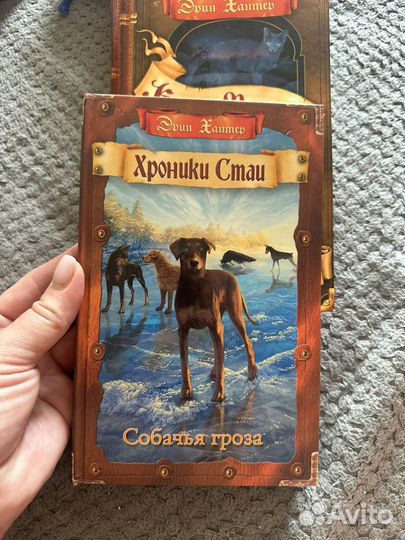 Эрин Хантер
Эрин Хантер
Хроники Стаи
Собачья гроза
Avito